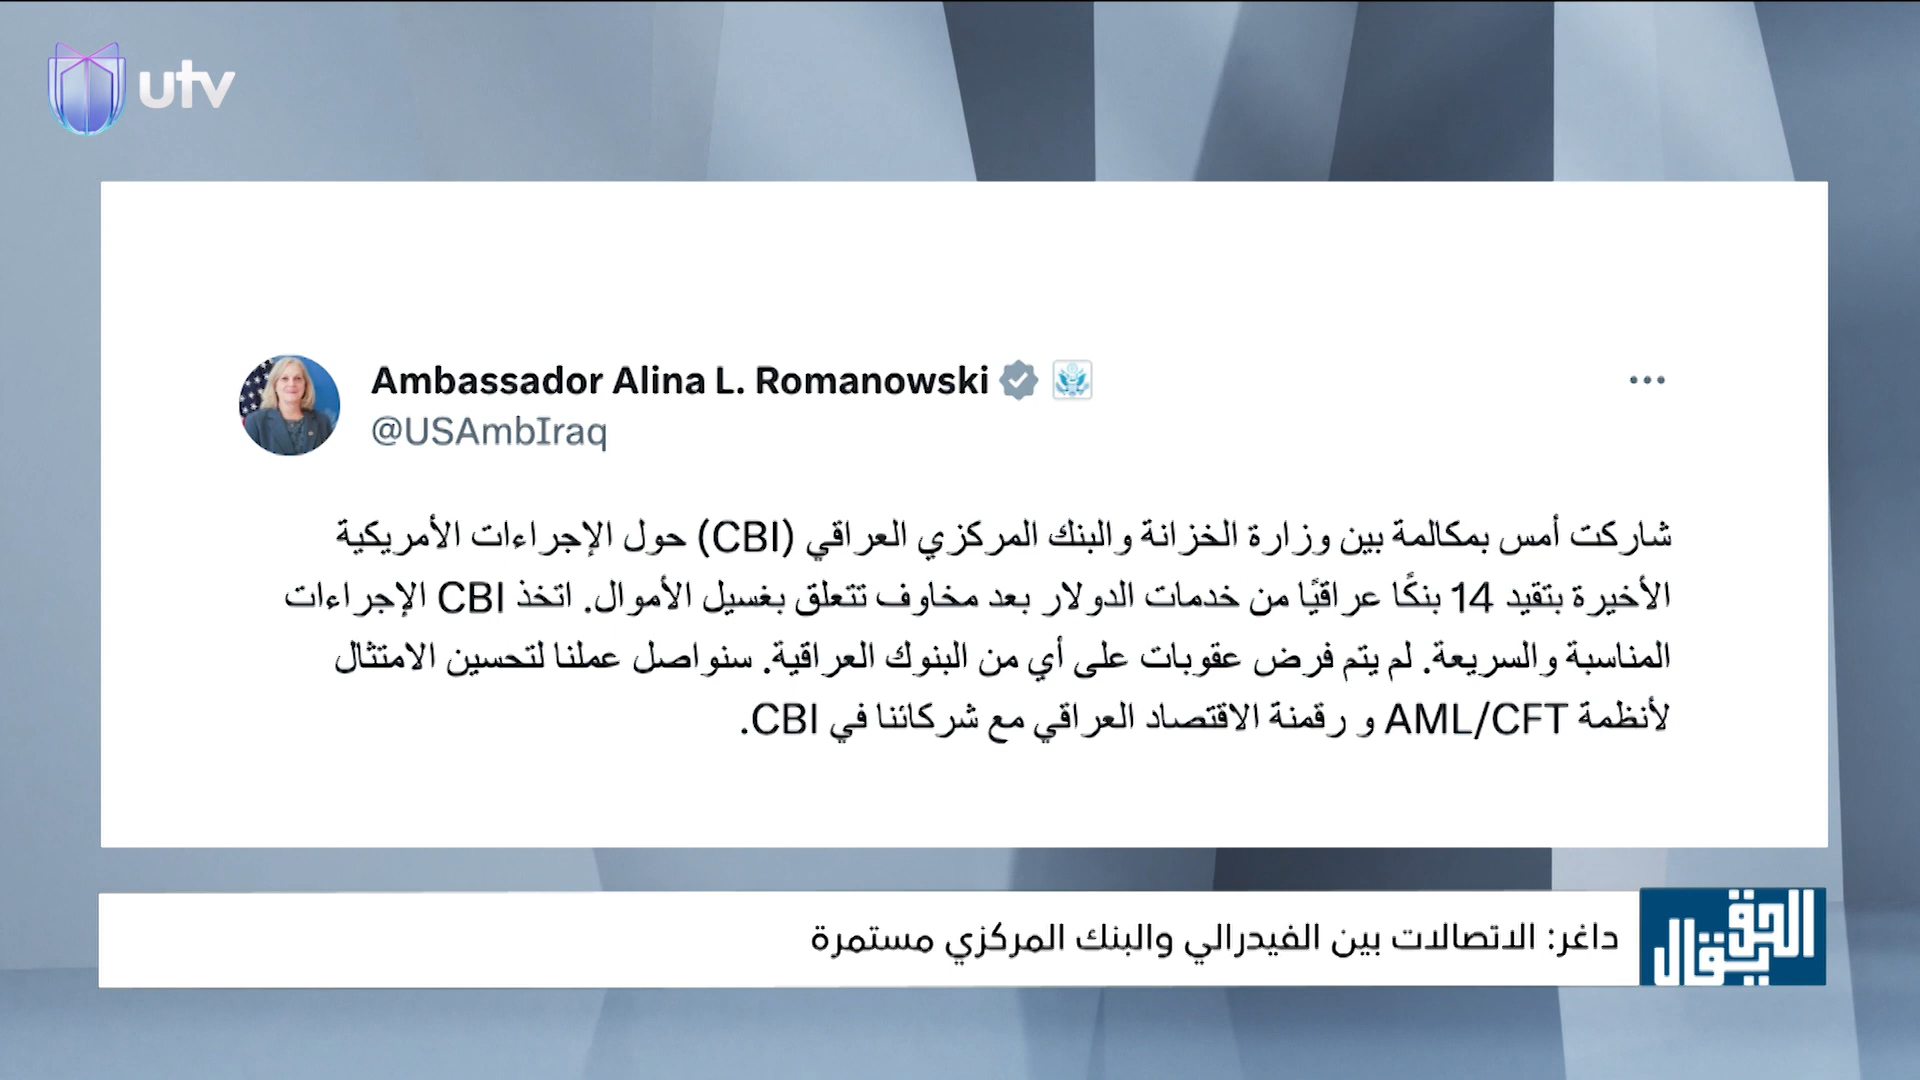 utv
Ambassador Alina L. Romanowski
@USAmbIraq
شاركت أمس بمكالمة بين وزارة الخزانة والبنك المركزي العراقي (CBI) حول الإجراءات الأمريكية
الأخيرة بتقيد 14 بنكًا عراقيًا من خدمات الدولار بعد مخاوف تتعلق بغسيل الأموال. اتخذ CBI الإجراءات
المناسبة والسريعة. لم يتم فرض عقوبات على أي من البنوك العراقية. سنواصل عملنا لتحسين الامتثال
لأنظمة AML/CFT و رقمنة الاقتصاد العراقي مع شركائنا في CBI.
داغر: الاتصالات بين الفيدرالي والبنك المركزي مستمرة
الحق
يقال